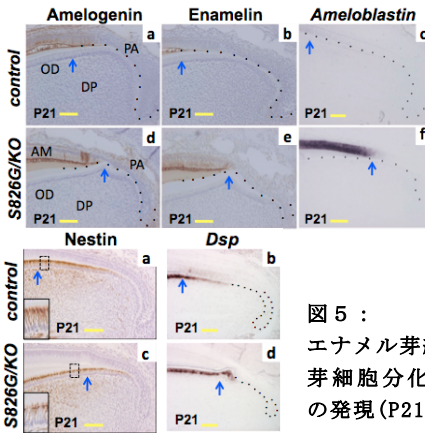 Amelogenin Enamelin Ameloblastin
control
a
PA
OD
DP
P21
b
P21
c
P21
S826G/KO
d
AM
PA
OD
DP
P21
e
P21
f
P21
Nestin Dsp
control
a
P21
b
P21
S826G/KO
c
P21
d
P21
図５：
エナメル芽
芽細胞分化
の発現(P21